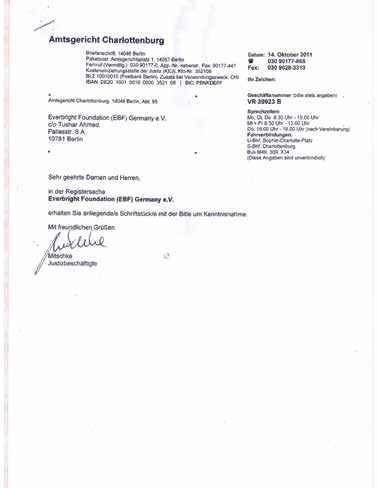 Amtsgericht Charlottenburg
Briefanschrift: 14046 Berlin
Paketpost: Amtsgerichtsplatz 1, 14057 Berlin
Fernruf (Vermittlg.): 030 90177-0, App.-Nr. nebenst., Fax: 90177-447
Kosteneinziehungsstelle der Justiz (KEJ), Kto-Nr. 352108
BLZ 10010010 (Postbank Berlin), Zusatz bei Verwendungszweck: CHI
IBAN: DE20 1001 0010 0000 3521 08 | BIC: PBNKDEFF
Datum: 14. Oktober 2011
☎ 030 90177-865
Fax: 030 9028-3313
Ihr Zeichen:
Amtsgericht Charlottenburg, 14046 Berlin, Abt. 95
Everbright Foundation (EBF) Germany e.V.
c/o Tushar Ahmed
Pallasstr. 6 A
10781 Berlin
Geschäftsnummer (bitte stets angeben)
VR 30923 B
Sprechzeiten:
Mo, Di, Do 8.30 Uhr - 15.00 Uhr
Mi + Fr 8.30 Uhr - 13.00 Uhr
Do. 15.00 Uhr - 18.00 Uhr (nach Vereinbarung)
Fahrverbindungen:
U-Bhf. Sophie-Charlotte-Platz
S-Bhf. Charlottenburg
Bus M49, 309, X34
(Diese Angaben sind unverbindlich)
Sehr geehrte Damen und Herren,
in der Registersache
Everbright Foundation (EBF) Germany e.V.
erhalten Sie anliegende/s Schriftstück/e mit der Bitte um Kenntnisnahme.
Mit freundlichen Grüßen
Mitschke
Justizbeschäftigte